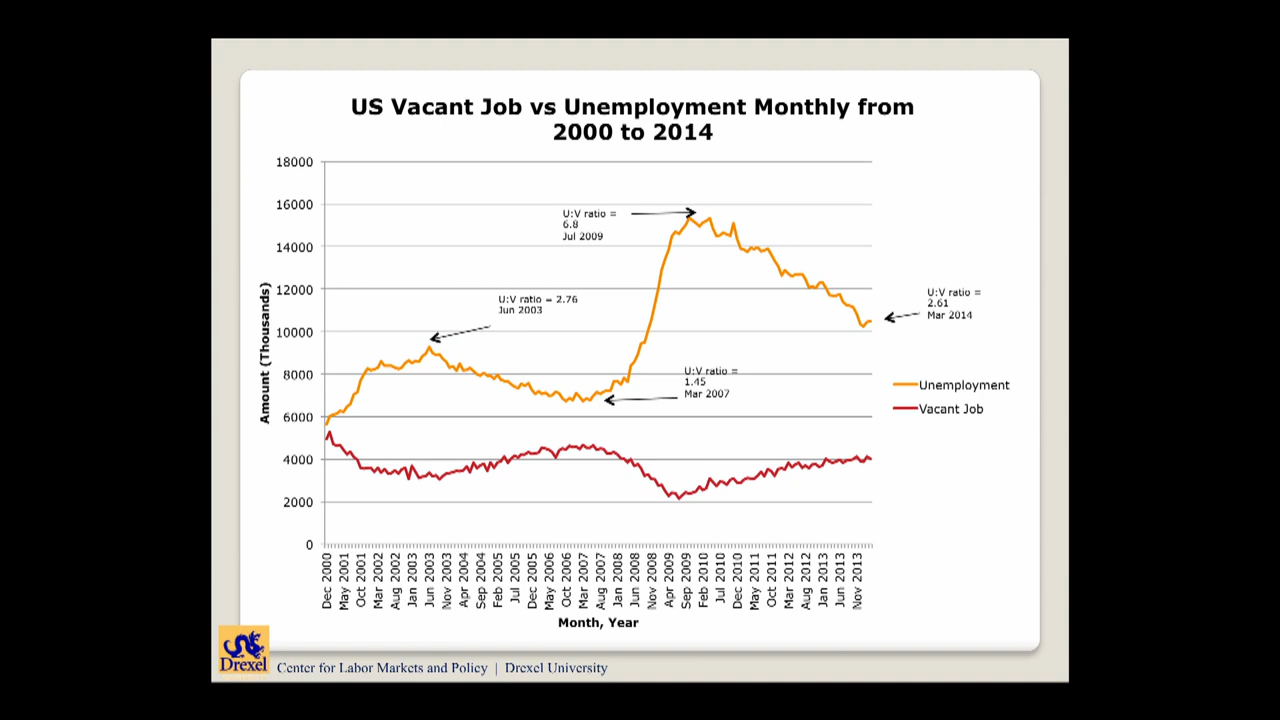 US Vacant Job vs Unemployment Monthly from
2000 to 2014
18000
16000
14000
12000
10000
8000
6000
4000
2000
0
Amount (Thousands)
U:V ratio =
6.8
Jul 2009
U:V ratio = 2.76
Jun 2003
U:V ratio =
2.61
Mar 2014
U:V ratio =
1.45
Mar 2007
Unemployment
Vacant Job
Dec 2000
May 2001
Oct 2001
Mar 2002
Aug 2002
Jan 2003
Jun 2003
Nov 2003
Apr 2004
Sep 2004
Feb 2005
Jul 2005
Dec 2005
May 2006
Oct 2006
Mar 2007
Aug 2007
Jan 2008
Jun 2008
Nov 2008
Apr 2009
Sep 2009
Feb 2010
Jul 2010
Dec 2010
May 2011
Oct 2011
Mar 2012
Aug 2012
Jan 2013
Jun 2013
Nov 2013
Month, Year
Drexel
Center for Labor Markets and Policy | Drexel University